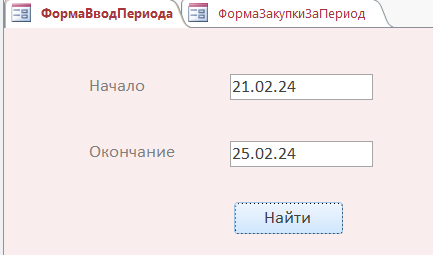 ФормаВводПериода ФормаЗакупкиЗаПериод
Начало 21.02.24
Окончание 25.02.24
Найти